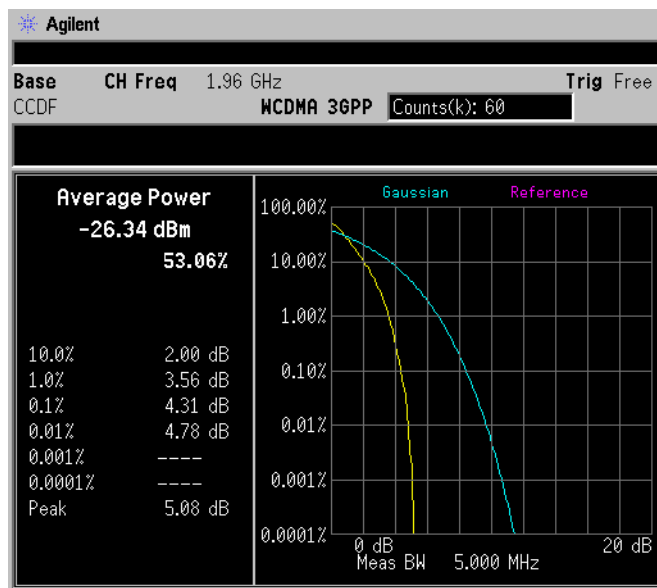 Agilent
Base CH Freq 1.96 GHz Trig Free
CCDF WCDMA 3GPP Counts(k): 60
Average Power
-26.34 dBm
53.06%
10.0% 2.00 dB
1.0% 3.56 dB
0.1% 4.31 dB
0.01% 4.78 dB
0.001% ----
0.0001% ----
Peak 5.08 dB
Gaussian Reference
100.00%
10.00%
1.00%
0.10%
0.01%
0.001%
0.0001%
0 dB 20 dB
Meas BW 5.000 MHz